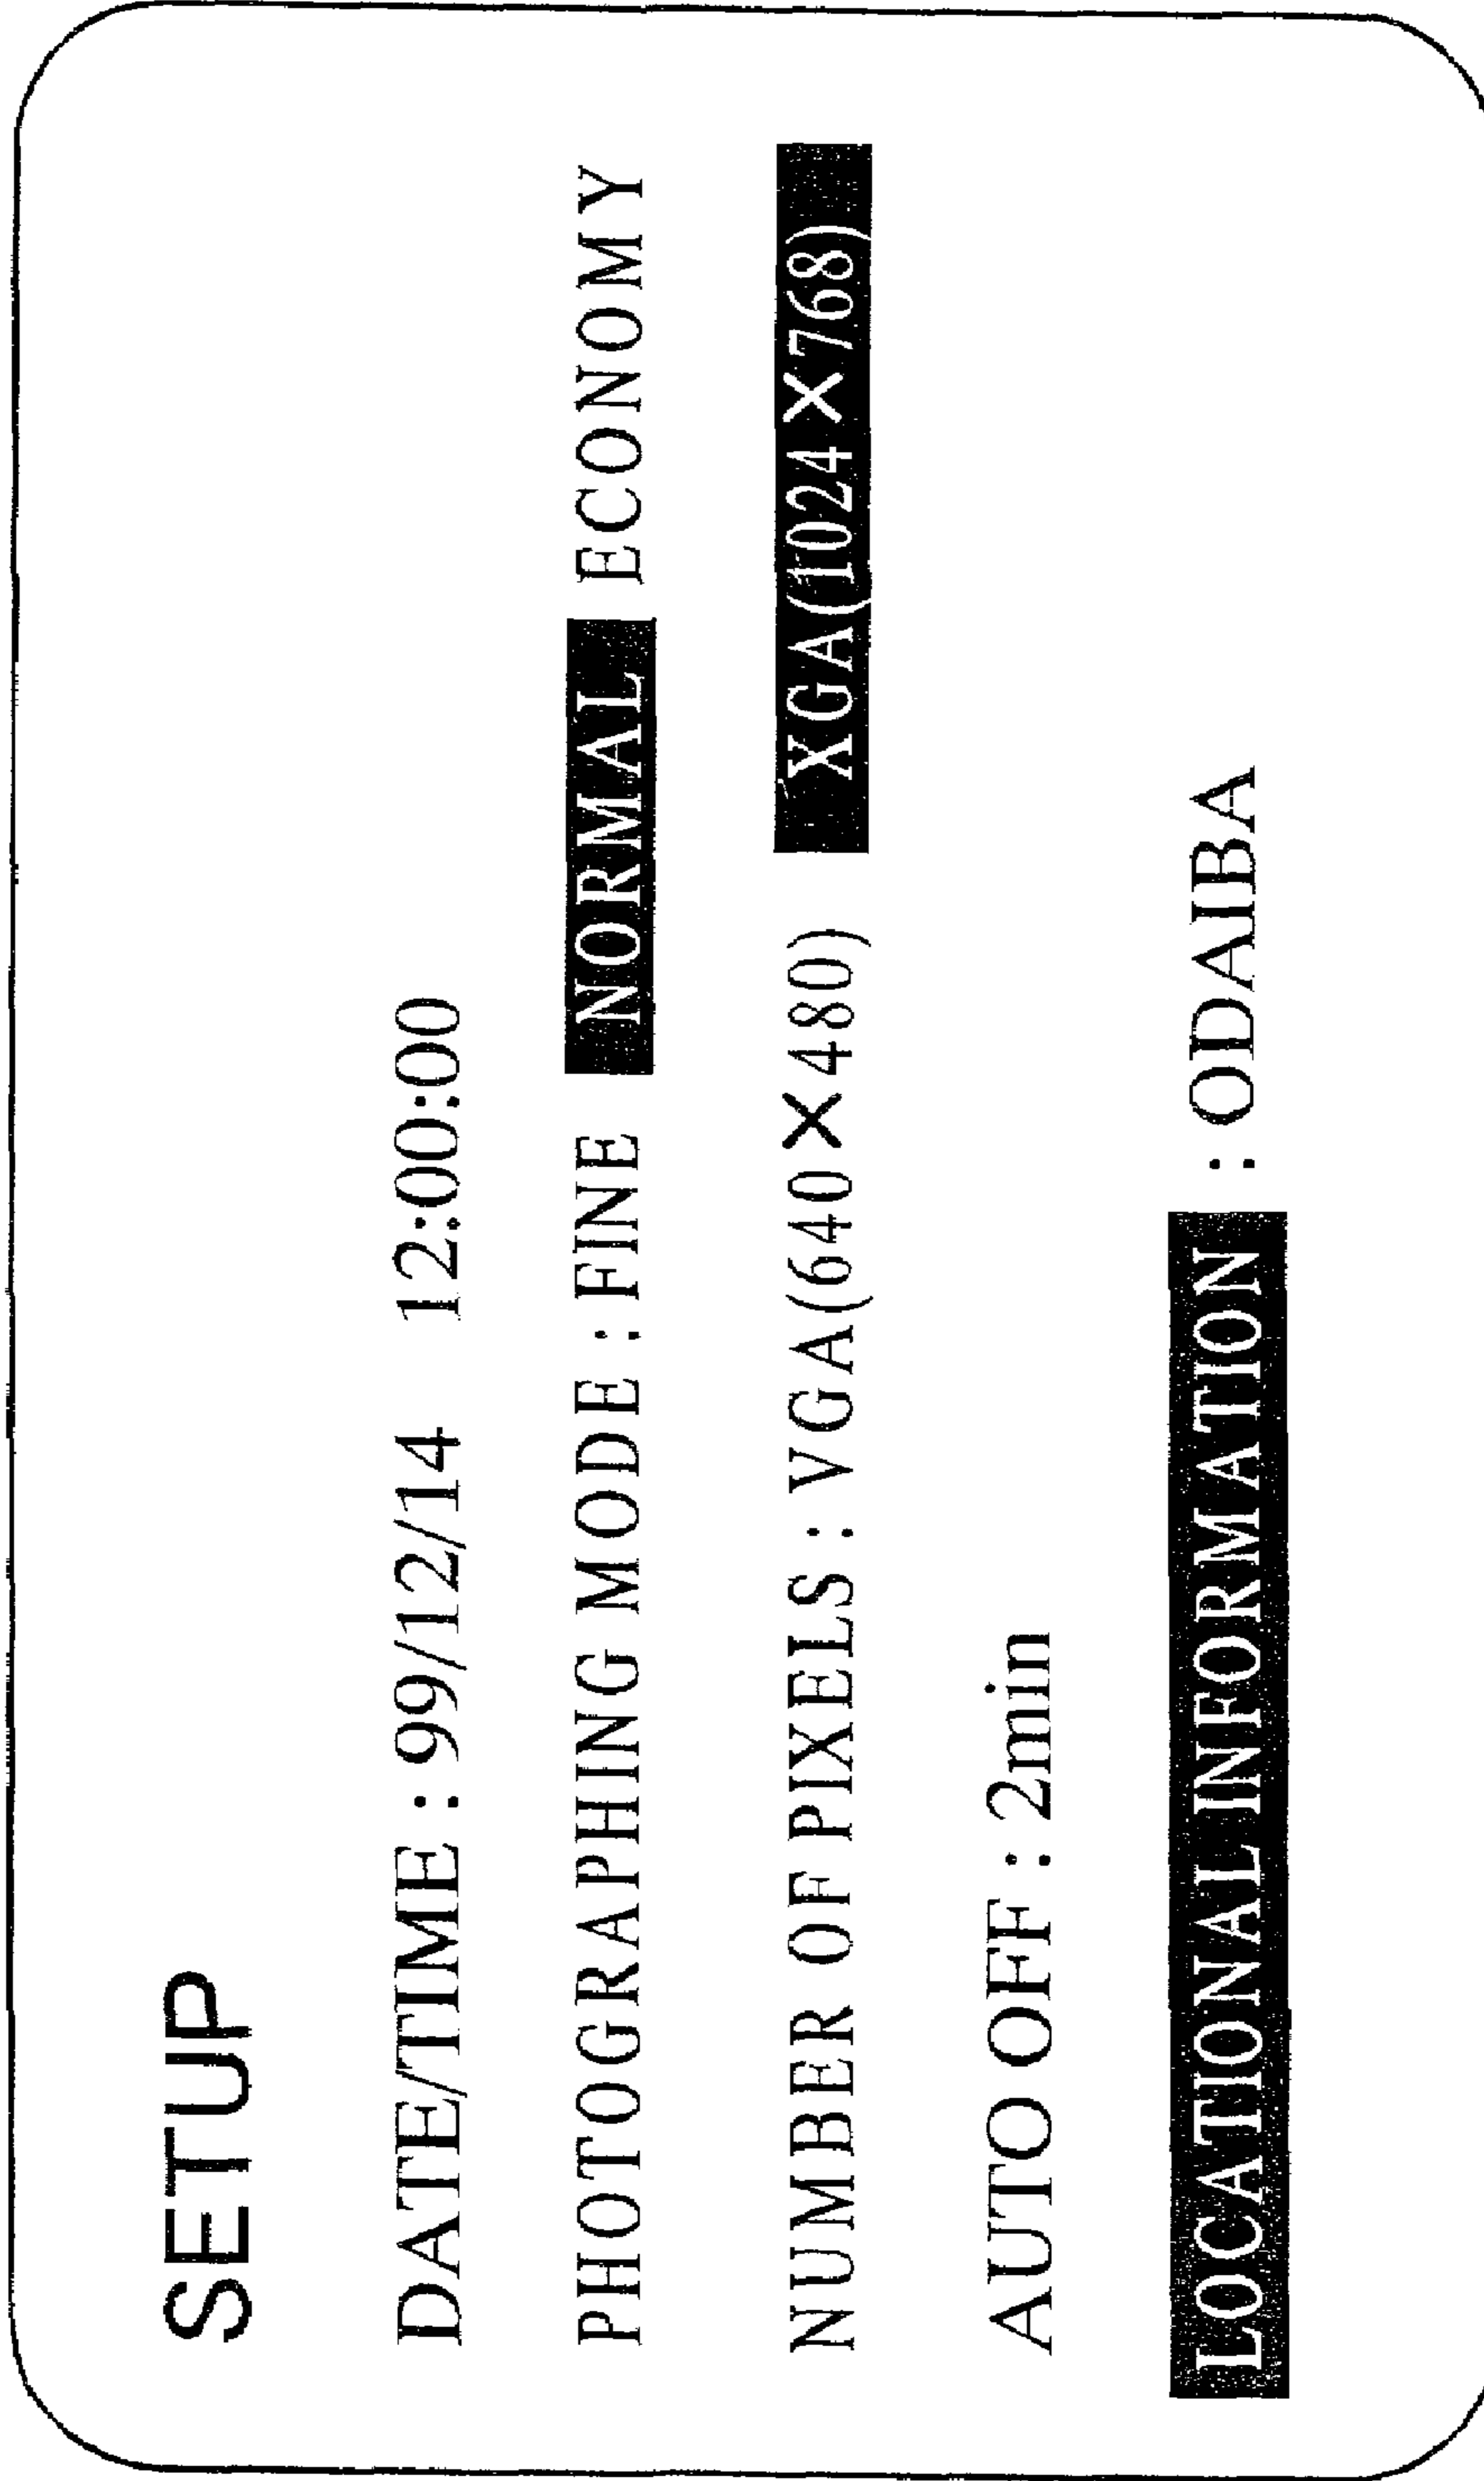 SETUP
DATE/TIME : 99/12/14 12:00:00
PHOTOGRAPHING MODE : FINE NORMAL ECONOMY
NUMBER OF PIXELS : VGA(640×480) XGA(1024×768)
AUTO OFF : 2min
LOCATIONAL INFORMATION : ODAIBA